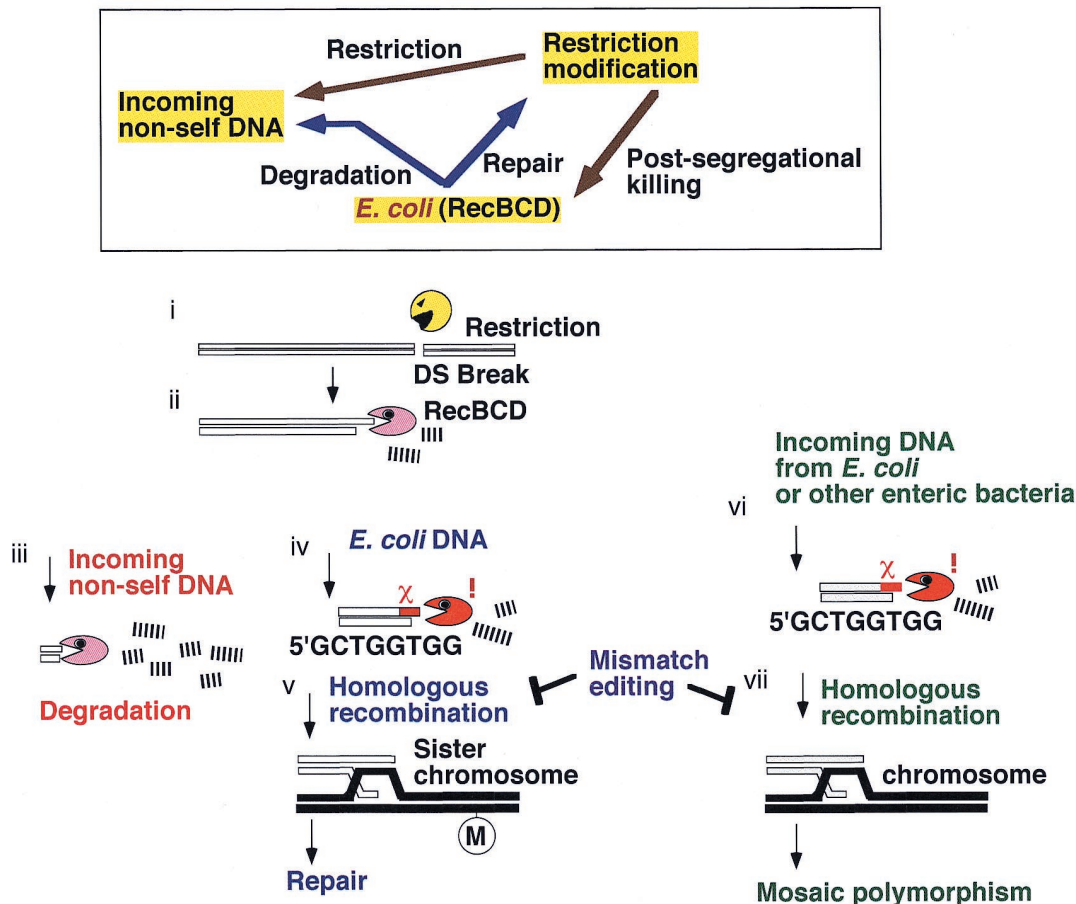 Restriction
Restriction
modification
Incoming
non-self DNA
Degradation
Repair
Post-segregational
killing
E. coli (RecBCD)
i
Restriction
DS Break
ii
RecBCD
iii
Incoming
non-self DNA
Degradation
iv
E. coli DNA
χ
!
5'GCTGGTGG
v
Homologous
recombination
Sister
chromosome
M
Repair
Mismatch
editing
Incoming DNA
from E. coli
or other enteric bacteria
vi
χ
!
5'GCTGGTGG
vii
Homologous
recombination
chromosome
Mosaic polymorphism